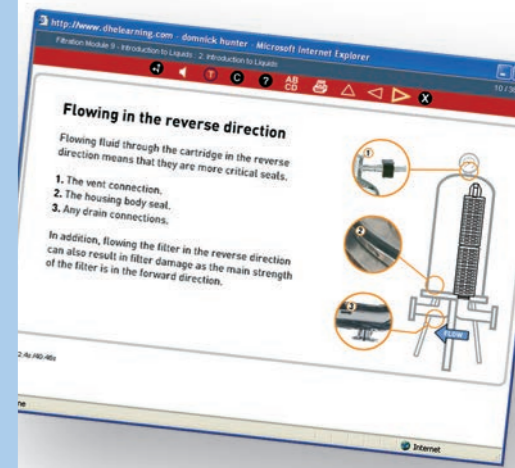 http://www.dhelearning.com - domnick hunter - Microsoft Internet Explorer
Filtration Module 9 - Introduction to Liquids : 2. Introduction to Liquids
10 / 3
T
C
?
AB
CD
X
Flowing in the reverse direction
Flowing fluid through the cartridge in the reverse
direction means that they are more critical seals.
1. The vent connection.
2. The housing body seal.
3. Any drain connections.
In addition, flowing the filter in the reverse direction
can also result in filter damage as the main strength
of the filter is in the forward direction.
1
2
3
FLOW
Internet